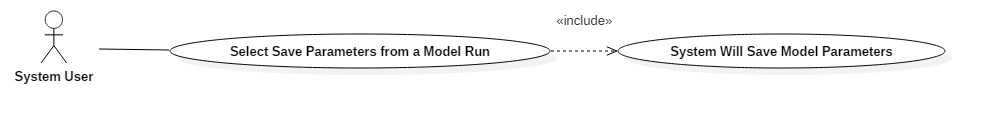 «include»
Select Save Parameters from a Model Run
System Will Save Model Parameters
System User